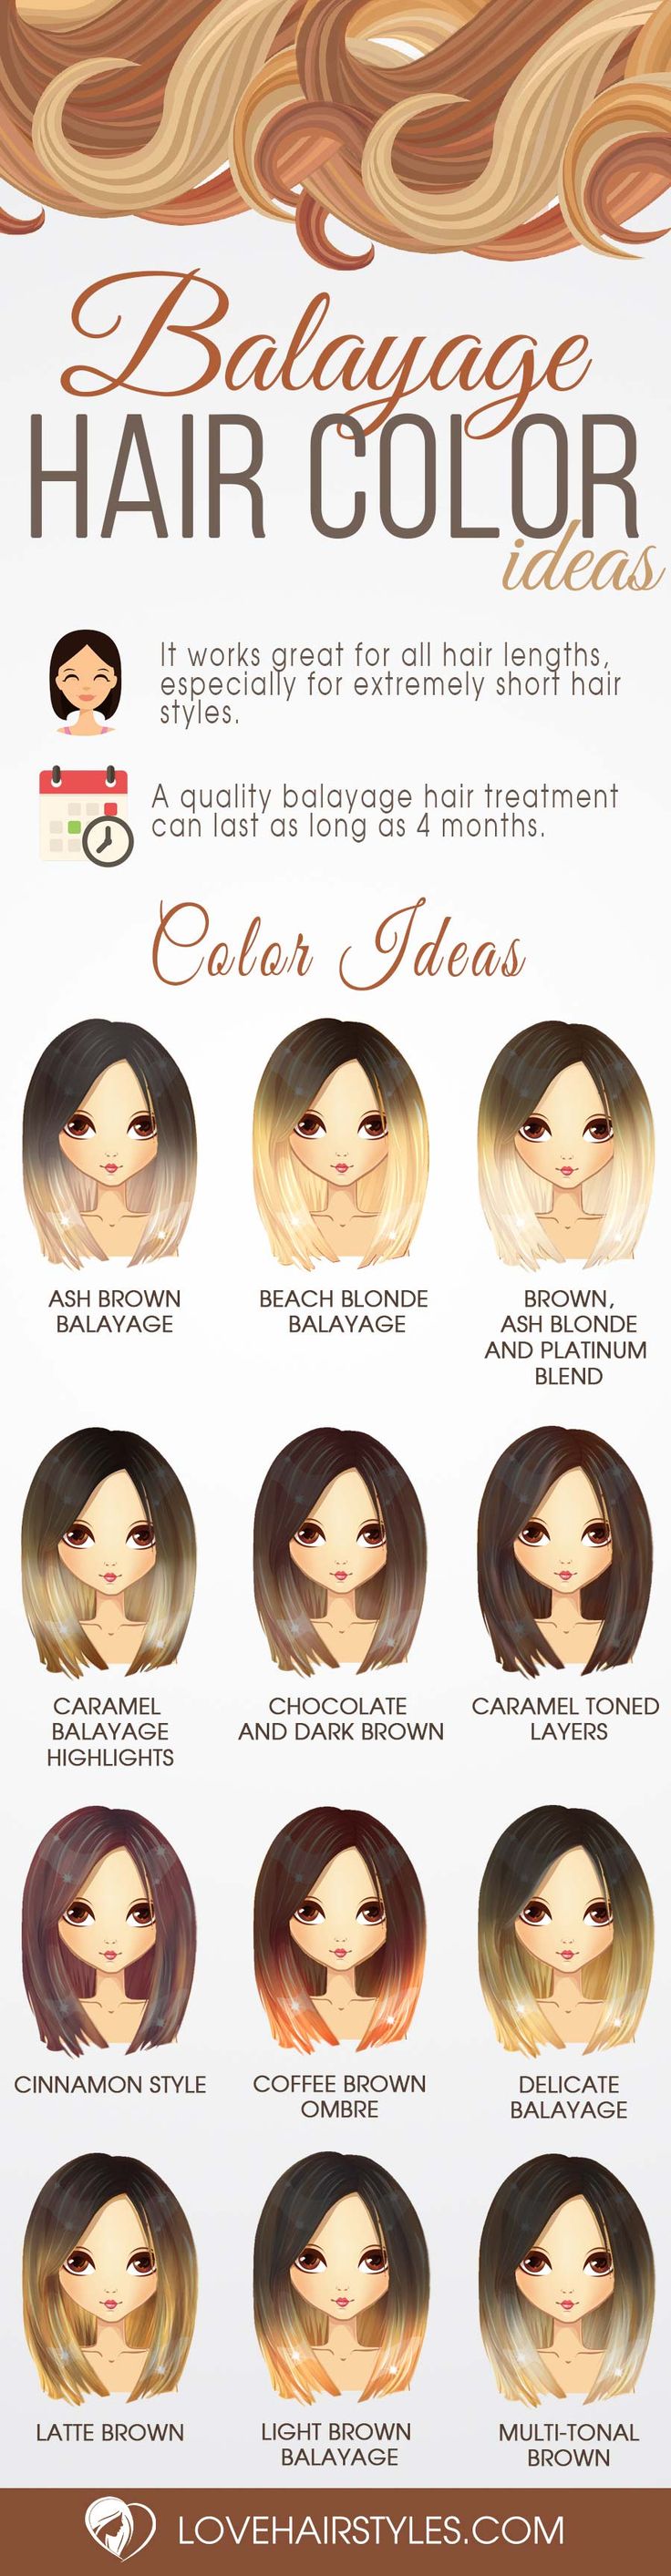 Balayage
HAIR COLOR
ideas
It works great for all hair lengths,
especially for extremely short hair
styles.
A quality balayage hair treatment
can last as long as 4 months.
Color Ideas
ASH BROWN
BALAYAGE
BEACH BLONDE
BALAYAGE
BROWN,
ASH BLONDE
AND PLATINUM
BLEND
CARAMEL
BALAYAGE
HIGHLIGHTS
CHOCOLATE
AND DARK BROWN
CARAMEL TONED
LAYERS
CINNAMON STYLE
COFFEE BROWN
OMBRE
DELICATE
BALAYAGE
LATTE BROWN
LIGHT BROWN
BALAYAGE
MULTI-TONAL
BROWN
LOVEHAIRSTYLES.COM